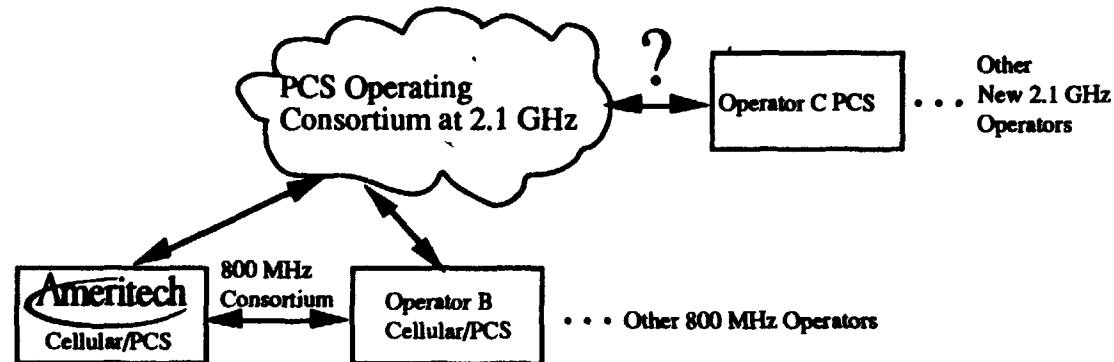 ?
PCS Operating
Consortium at 2.1 GHz
Operator C PCS
• • •
Other
New 2.1 GHz
Operators
Ameritech
Cellular/PCS
800 MHz
Consortium
Operator B
Cellular/PCS
• • • Other 800 MHz Operators